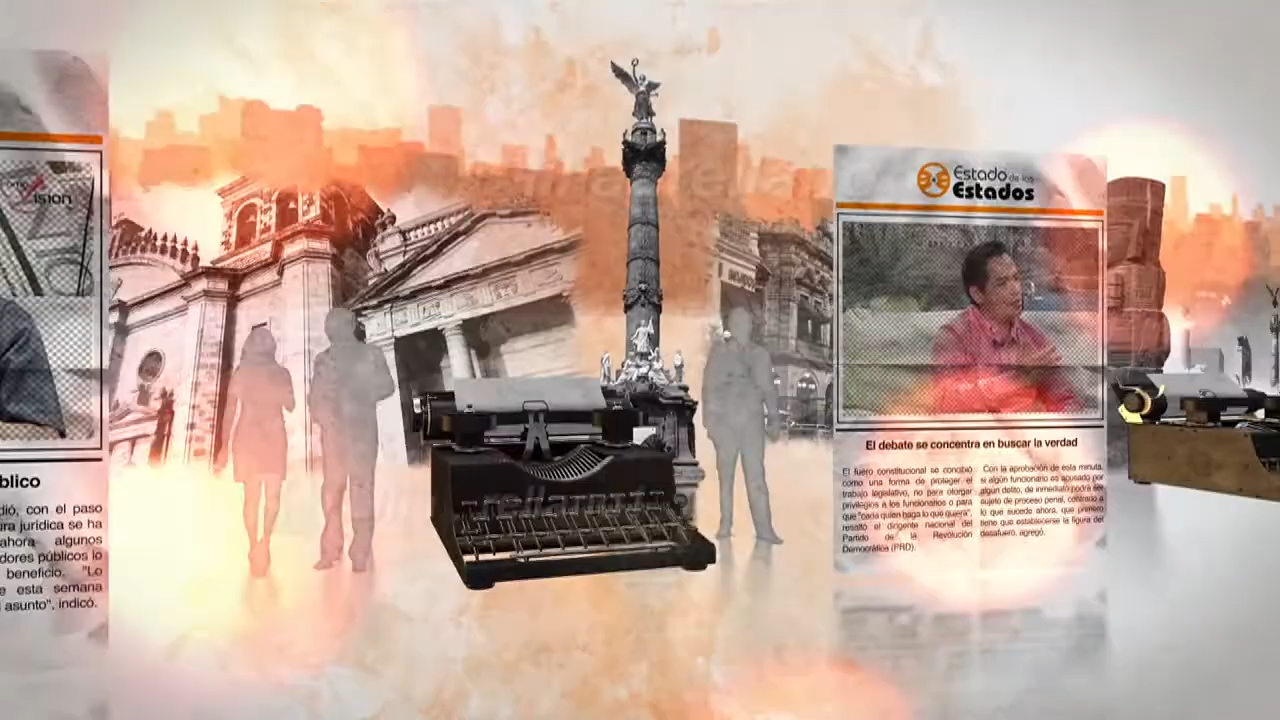 ISION
blico
dió, con el paso
ura jurídica se ha
ahora algunos
dores públicos lo
beneficio. "Lo
e esta semana
asunto", indicó.
Estado de los
Estados
El debate se concentra en buscar la verdad
El fuero constitucional se concibió
como una forma de proteger el
trabajo legislativo, no para otorgar
privilegios a los funcionarios o para
que "cada quien haga lo que quiera",
resaltó el dirigente nacional del
Partido de la Revolución
Democrática (PRD).
Con la aprobación de esta minuta,
si algún funcionario es acusado por
algún delito, de inmediato podrá ser
sujeto de proceso penal, contrario a
lo que sucede ahora, que primero
tiene que establecerse la figura del
desafuero, agregó.